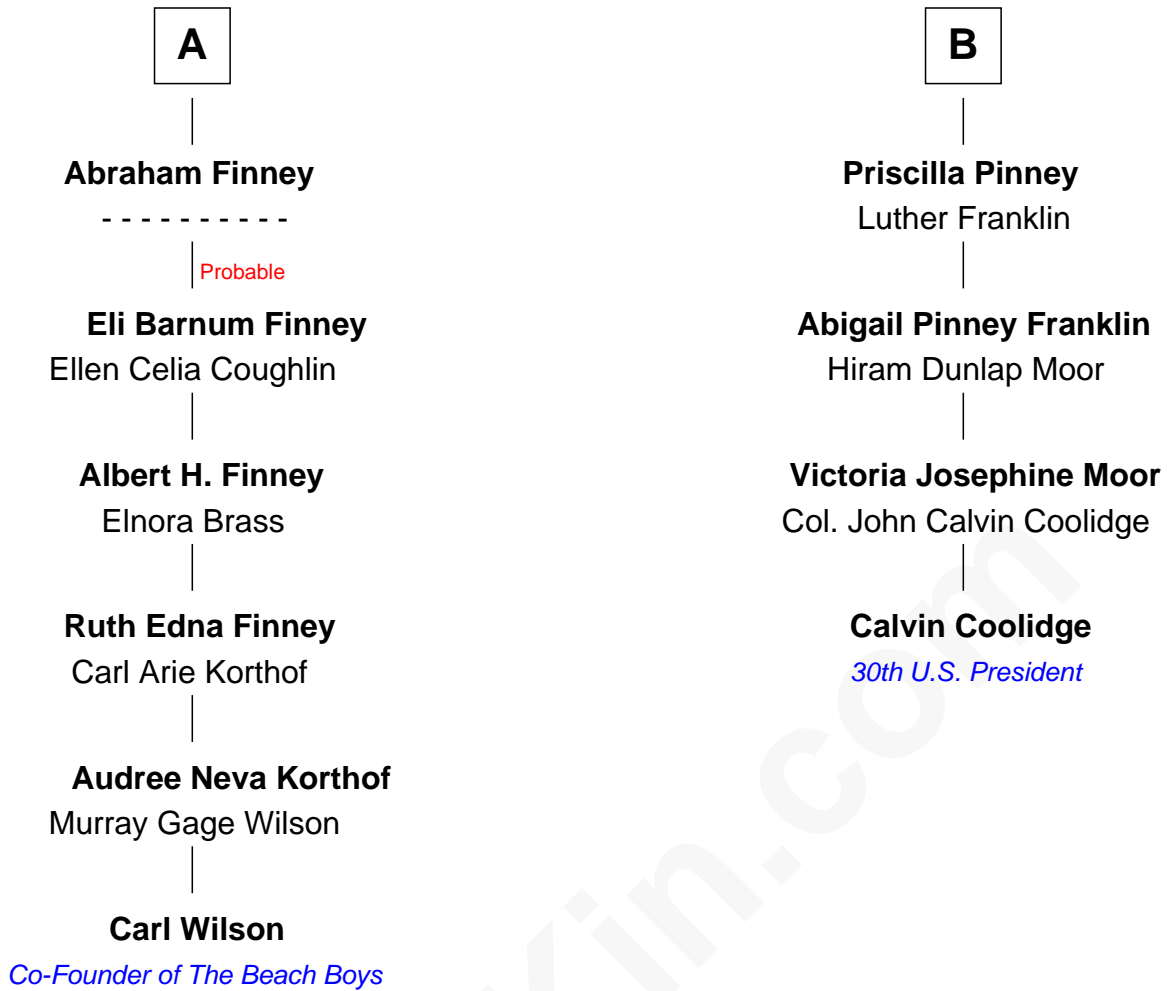 A
Abraham Finney
- - - - - - - - - -
Probable
Eli Barnum Finney
Ellen Celia Coughlin
Albert H. Finney
Elnora Brass
Ruth Edna Finney
Carl Arie Korthof
Audree Neva Korthof
Murray Gage Wilson
Carl Wilson
Co-Founder of The Beach Boys
B
Priscilla Pinney
Luther Franklin
Abigail Pinney Franklin
Hiram Dunlap Moor
Victoria Josephine Moor
Col. John Calvin Coolidge
Calvin Coolidge
30th U.S. President
Kin.com